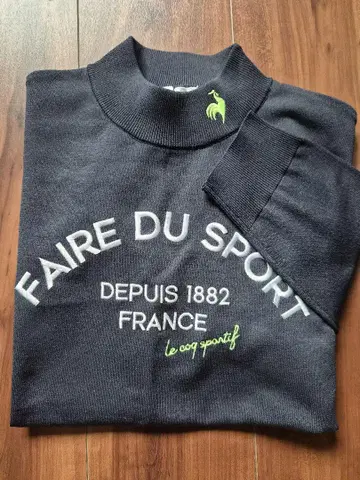 FAIRE DU SPORT
DEPUIS 1882
FRANCE
le coq sportif